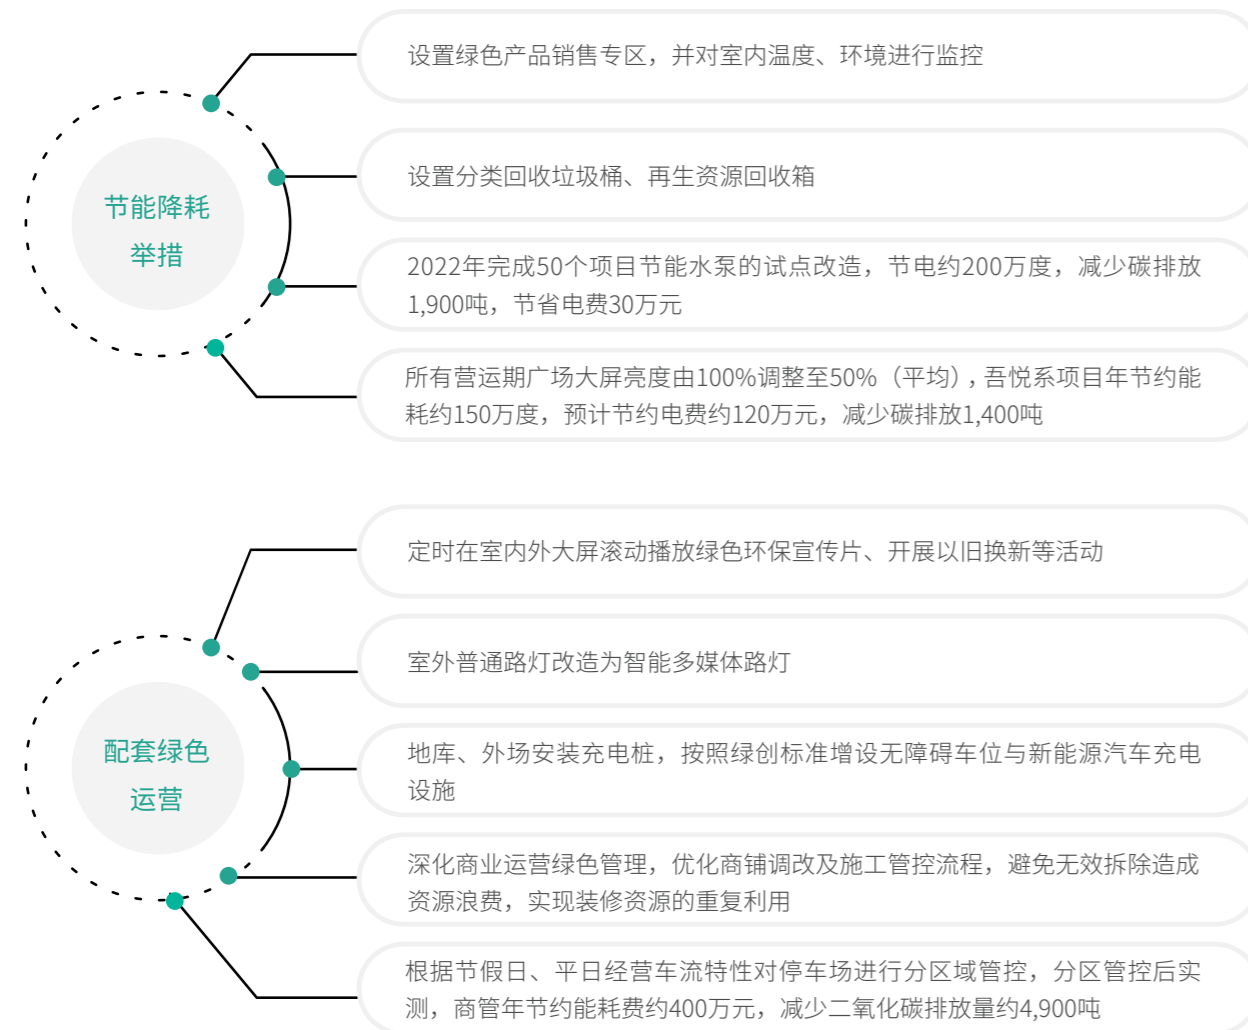 节能降耗
举措
设置绿色产品销售专区，并对室内温度、环境进行监控
设置分类回收垃圾桶、再生资源回收箱
2022年完成50个项目节能水泵的试点改造，节电约200万度，减少碳排放
1,900吨，节省电费30万元
所有营运期广场大屏亮度由100%调整至50%（平均），吾悦系项目年节约能
耗约150万度，预计节约电费约120万元，减少碳排放1,400吨
配套绿色
运营
定时在室内外大屏滚动播放绿色环保宣传片、开展以旧换新等活动
室外普通路灯改造为智能多媒体路灯
地库、外场安装充电桩，按照绿创标准增设无障碍车位与新能源汽车充电
设施
深化商业运营绿色管理，优化商铺调改及施工管控流程，避免无效拆除造成
资源浪费，实现装修资源的重复利用
根据节假日、平日经营车流特性对停车场进行分区域管控，分区管控后实
测，商管年节约能耗费约400万元，减少二氧化碳排放量约4,900吨